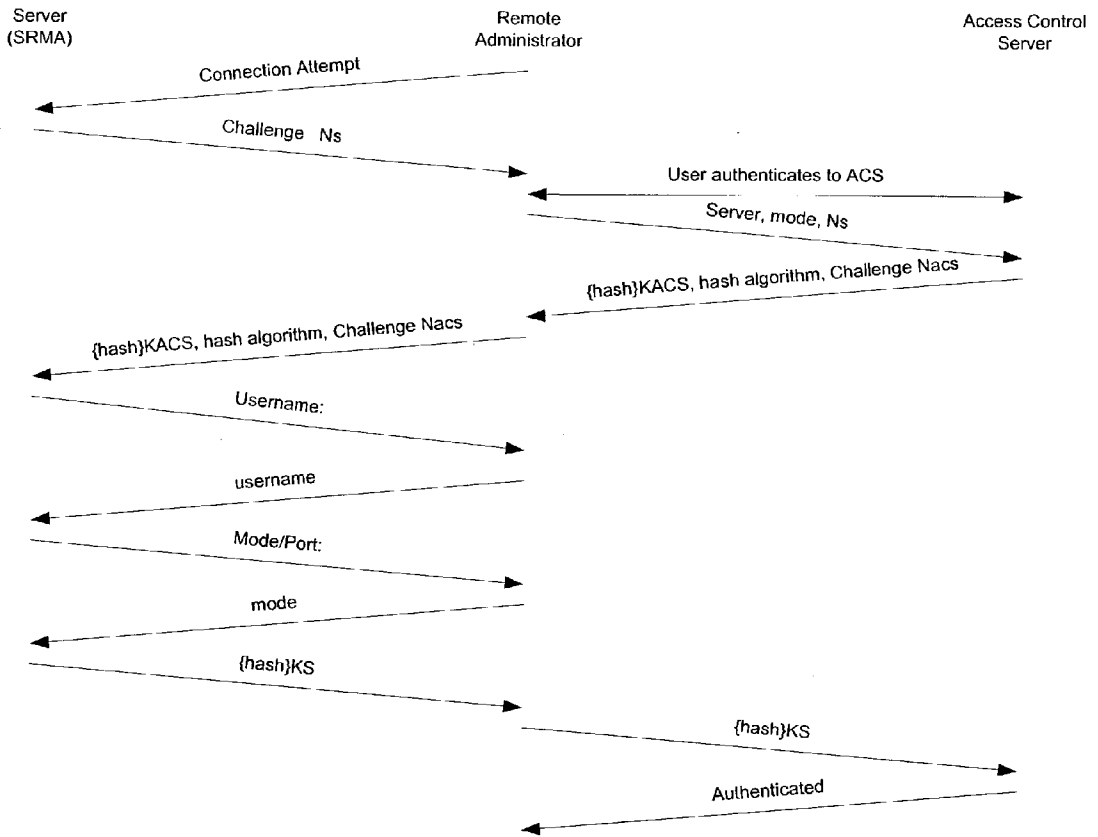 Server
(SRMA)
Remote
Administrator
Access Control
Server
Connection Attempt
Challenge Ns
User authenticates to ACS
Server, mode, Ns
{hash}KACS, hash algorithm, Challenge Nacs
{hash}KACS, hash algorithm, Challenge Nacs
Username:
username
Mode/Port:
mode
{hash}KS
{hash}KS
Authenticated